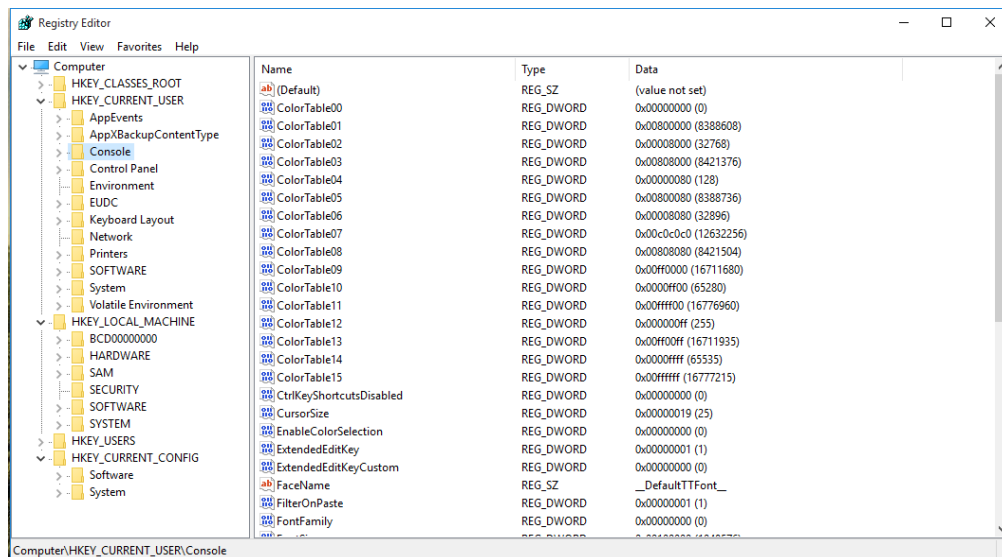 Registry Editor
File Edit View Favorites Help
Computer
HKEY_CLASSES_ROOT
HKEY_CURRENT_USER
AppEvents
AppXBackupContentType
Console
Control Panel
Environment
EUDC
Keyboard Layout
Network
Printers
SOFTWARE
System
Volatile Environment
HKEY_LOCAL_MACHINE
BCD00000000
HARDWARE
SAM
SECURITY
SOFTWARE
SYSTEM
HKEY_USERS
HKEY_CURRENT_CONFIG
Software
System
Name Type Data
(Default) REG_SZ (value not set)
ColorTable00 REG_DWORD 0x00000000 (0)
ColorTable01 REG_DWORD 0x00800000 (8388608)
ColorTable02 REG_DWORD 0x00008000 (32768)
ColorTable03 REG_DWORD 0x00808000 (8421376)
ColorTable04 REG_DWORD 0x00000080 (128)
ColorTable05 REG_DWORD 0x00800080 (8388736)
ColorTable06 REG_DWORD 0x00008080 (32896)
ColorTable07 REG_DWORD 0x00c0c0c0 (12632256)
ColorTable08 REG_DWORD 0x00808080 (8421504)
ColorTable09 REG_DWORD 0x00ff0000 (16711680)
ColorTable10 REG_DWORD 0x0000ff00 (65280)
ColorTable11 REG_DWORD 0x00ffff00 (16776960)
ColorTable12 REG_DWORD 0x000000ff (255)
ColorTable13 REG_DWORD 0x00ff00ff (16711935)
ColorTable14 REG_DWORD 0x0000ffff (65535)
ColorTable15 REG_DWORD 0x00ffffff (16777215)
CtrlKeyShortcutsDisabled REG_DWORD 0x00000000 (0)
CursorSize REG_DWORD 0x00000019 (25)
EnableColorSelection REG_DWORD 0x00000000 (0)
ExtendedEditKey REG_DWORD 0x00000001 (1)
ExtendedEditKeyCustom REG_DWORD 0x00000000 (0)
FaceName REG_SZ __DefaultTTFont__
FilterOnPaste REG_DWORD 0x00000001 (1)
FontFamily REG_DWORD 0x00000000 (0)
Computer\HKEY_CURRENT_USER\Console